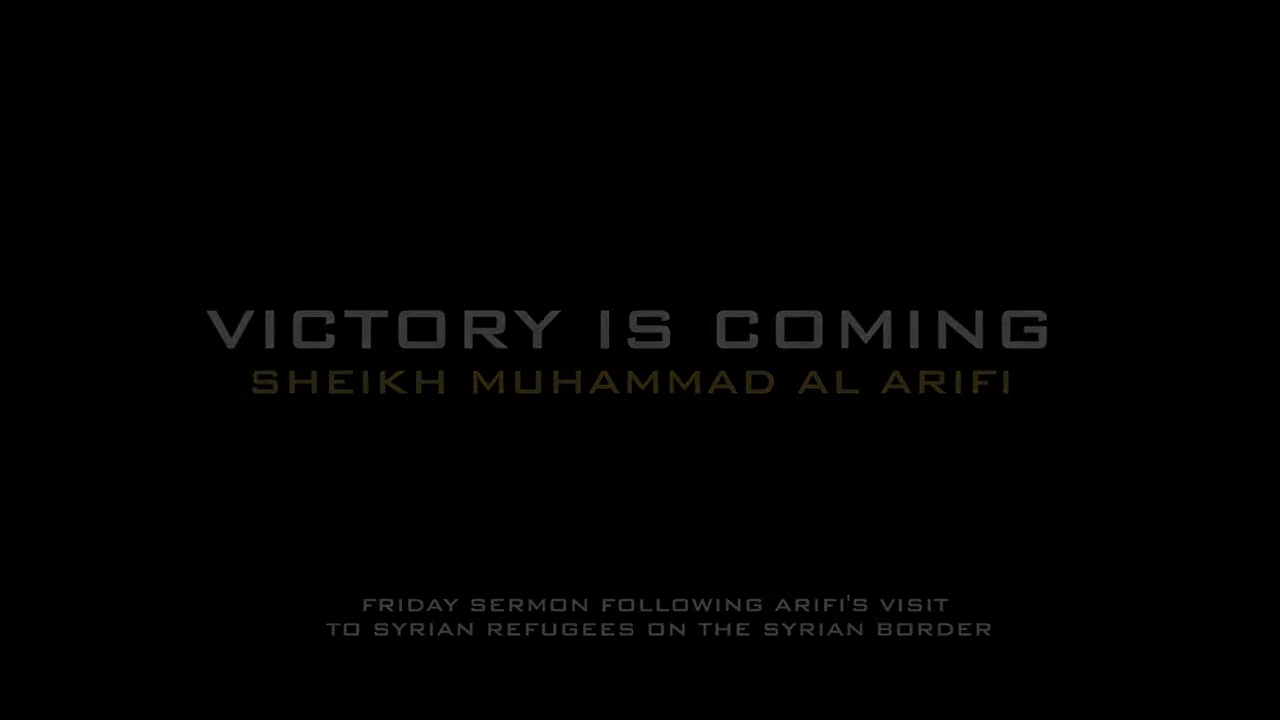 VICTORY IS COMING
SHEIKH MUHAMMAD AL ARIFI
FRIDAY SERMON FOLLOWING ARIFI'S VISIT
TO SYRIAN REFUGEES ON THE SYRIAN BORDER